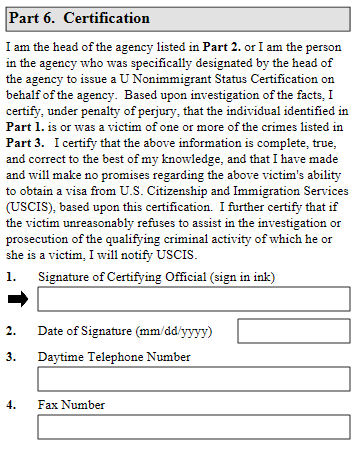 Part 6.  Certification
I am the head of the agency listed in Part 2. or I am the person
in the agency who was specifically designated by the head of
the agency to issue a U Nonimmigrant Status Certification on
behalf of the agency.  Based upon investigation of the facts, I
certify, under penalty of perjury, that the individual identified in
Part 1. is or was a victim of one or more of the crimes listed in
Part 3.   I certify that the above information is complete, true,
and correct to the best of my knowledge, and that I have made
and will make no promises regarding the above victim's ability
to obtain a visa from U.S. Citizenship and Immigration Services
(USCIS), based upon this certification.  I further certify that if
the victim unreasonably refuses to assist in the investigation or
prosecution of the qualifying criminal activity of which he or
she is a victim, I will notify USCIS.
1. Signature of Certifying Official (sign in ink)
2. Date of Signature (mm/dd/yyyy)
3. Daytime Telephone Number
4. Fax Number